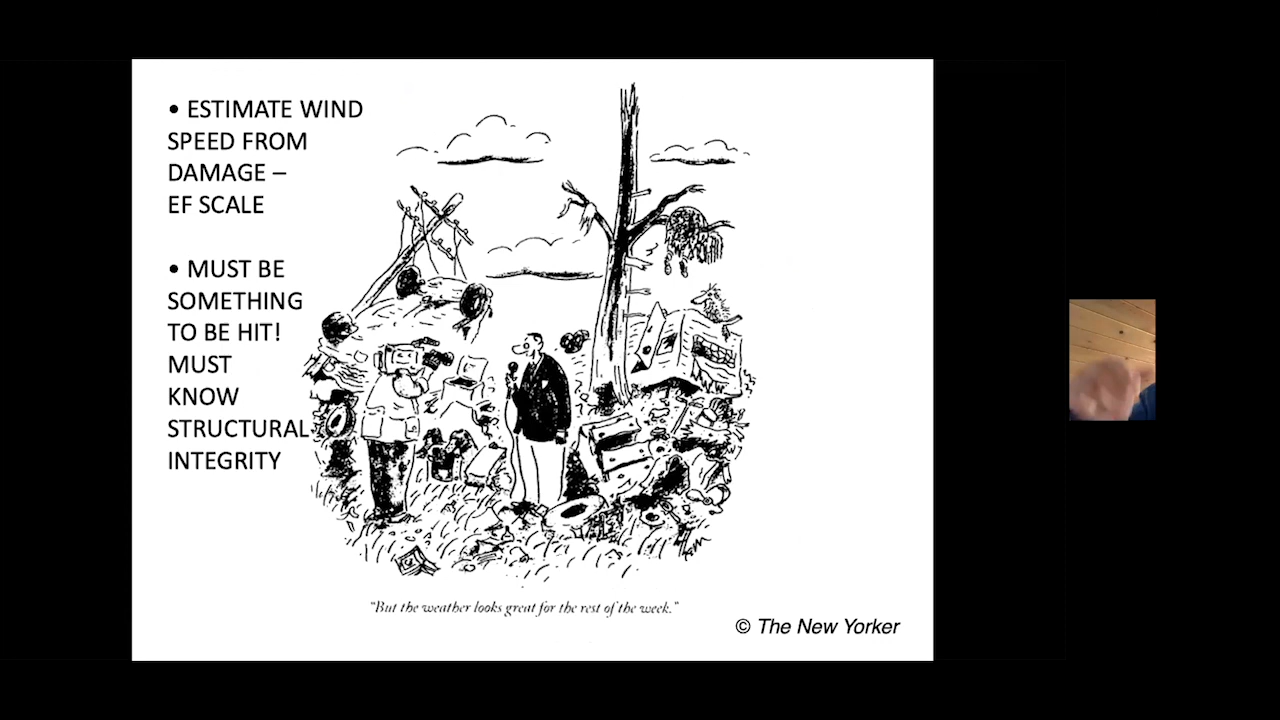 • ESTIMATE WIND
SPEED FROM
DAMAGE –
EF SCALE
• MUST BE
SOMETHING
TO BE HIT!
MUST
KNOW
STRUCTURAL
INTEGRITY
"But the weather looks great for the rest of the week."
© The New Yorker